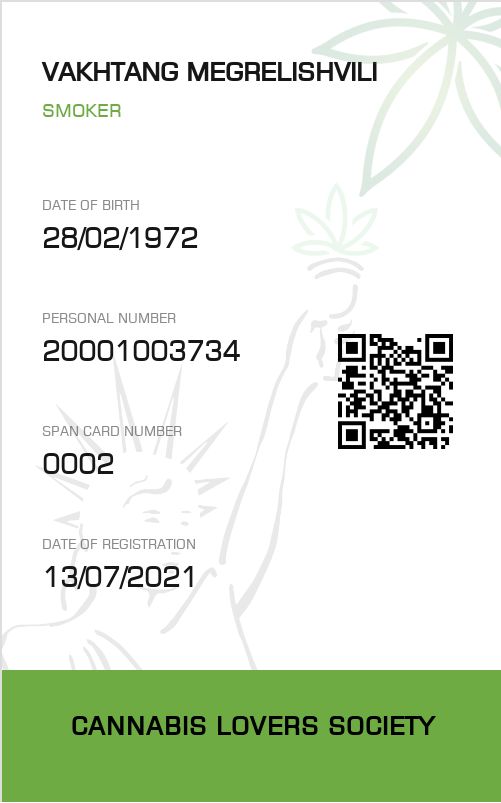 VAKHTANG MEGRELISHVILI
SMOKER
DATE OF BIRTH
28/02/1972
PERSONAL NUMBER
20001003734
SPAN CARD NUMBER
0002
DATE OF REGISTRATION
13/07/2021
CANNABIS LOVERS SOCIETY